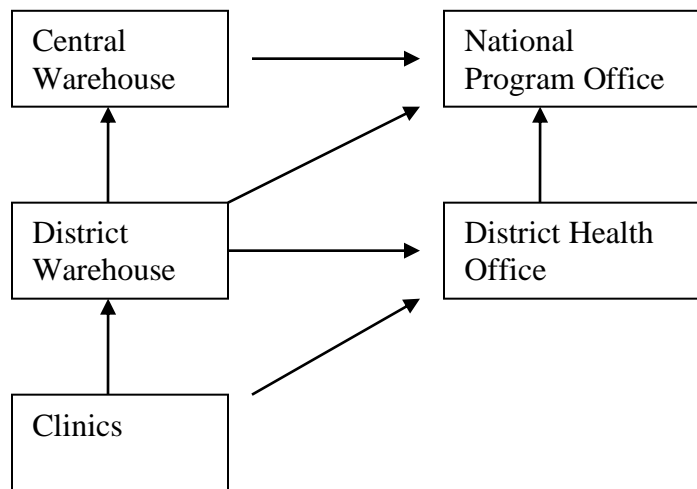 Central
Warehouse
National
Program Office
District
Warehouse
District Health
Office
Clinics